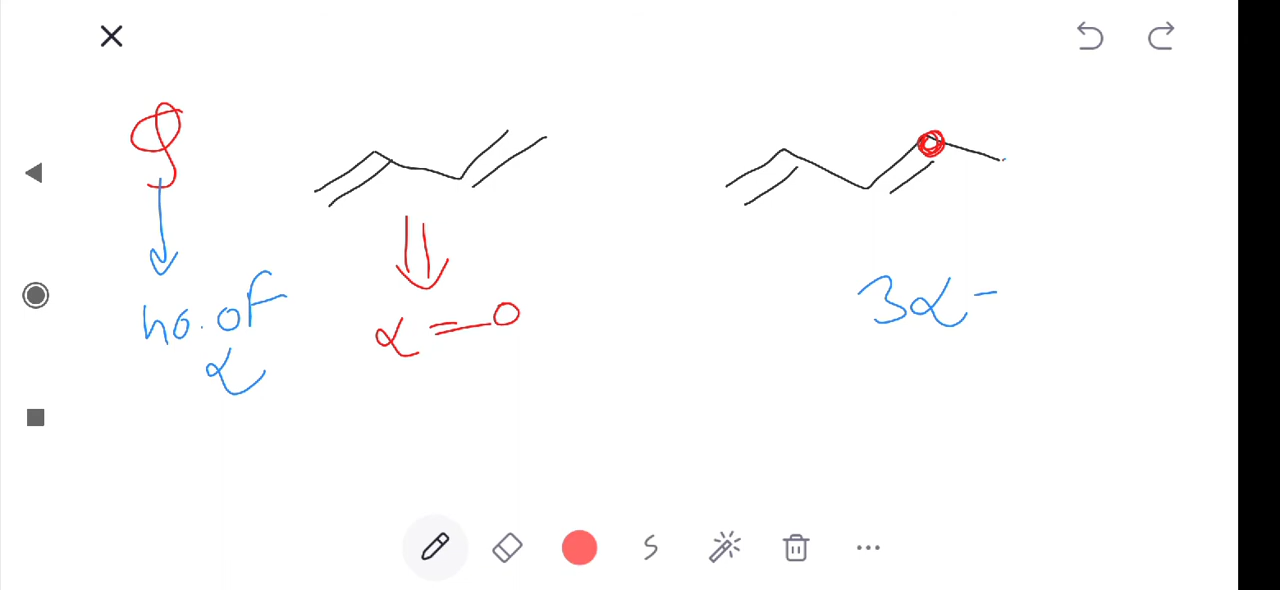 no. of
α
α = 0
3α-